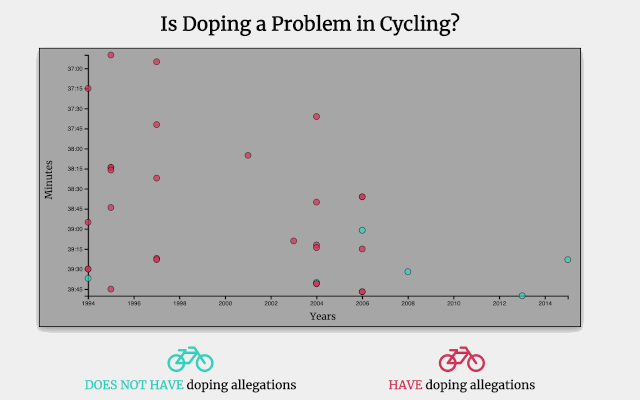 Is Doping a Problem in Cycling?
37:00
37:15
37:30
37:45
38:00
38:15
38:30
38:45
39:00
39:15
39:30
39:45
Minutes
1994 1996 1998 2000 2002 2004 2006 2008 2010 2012 2014
Years
DOES NOT HAVE doping allegations
HAVE doping allegations